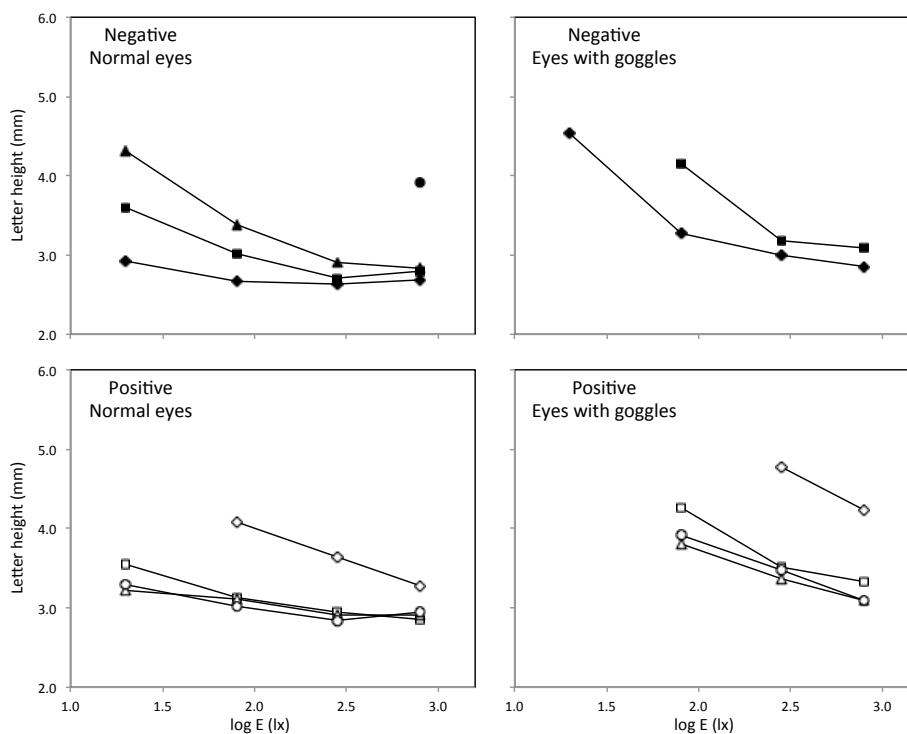 Negative
Normal eyes
Negative
Eyes with goggles
Letter height (mm)
6.0
5.0
4.0
3.0
2.0
Positive
Normal eyes
Positive
Eyes with goggles
Letter height (mm)
6.0
5.0
4.0
3.0
2.0
1.0 1.5 2.0 2.5 3.0
1.0 1.5 2.0 2.5 3.0
log E (lx)
log E (lx)